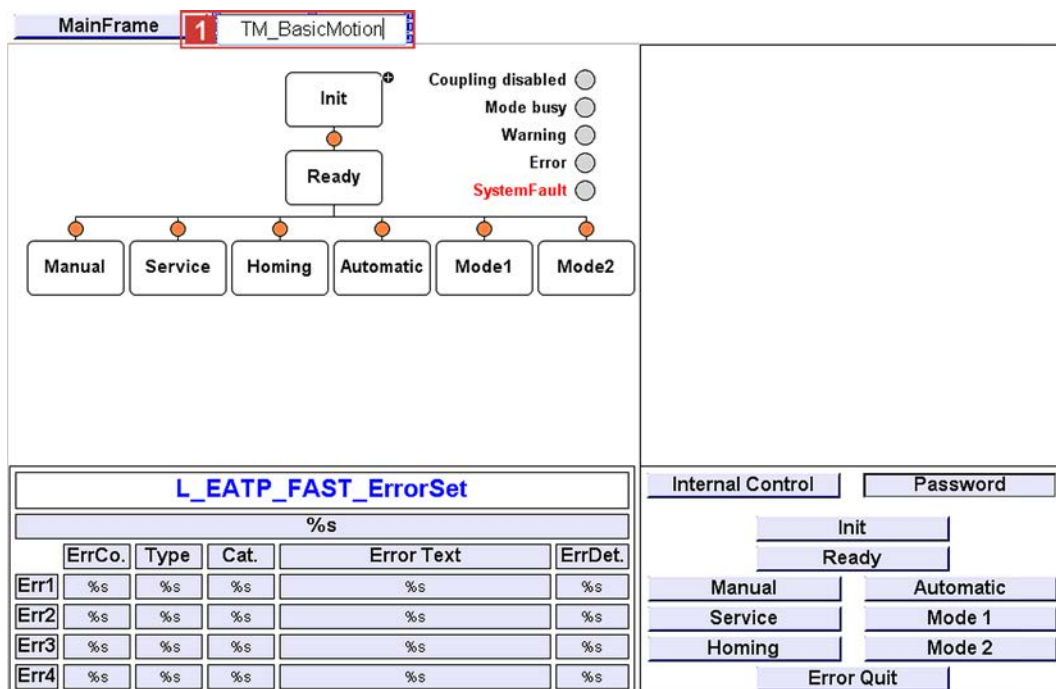 MainFrame
1 TM_BasicMotion
Init
Coupling disabled
Mode busy
Warning
Error
SystemFault
Ready
Manual Service Homing Automatic Mode1 Mode2
L_EATP_FAST_ErrorSet
%s
ErrCo. Type Cat. Error Text ErrDet.
Err1 %s %s %s %s %s
Err2 %s %s %s %s %s
Err3 %s %s %s %s %s
Err4 %s %s %s %s %s
Internal Control Password
Init
Ready
Manual Automatic
Service Mode 1
Homing Mode 2
Error Quit